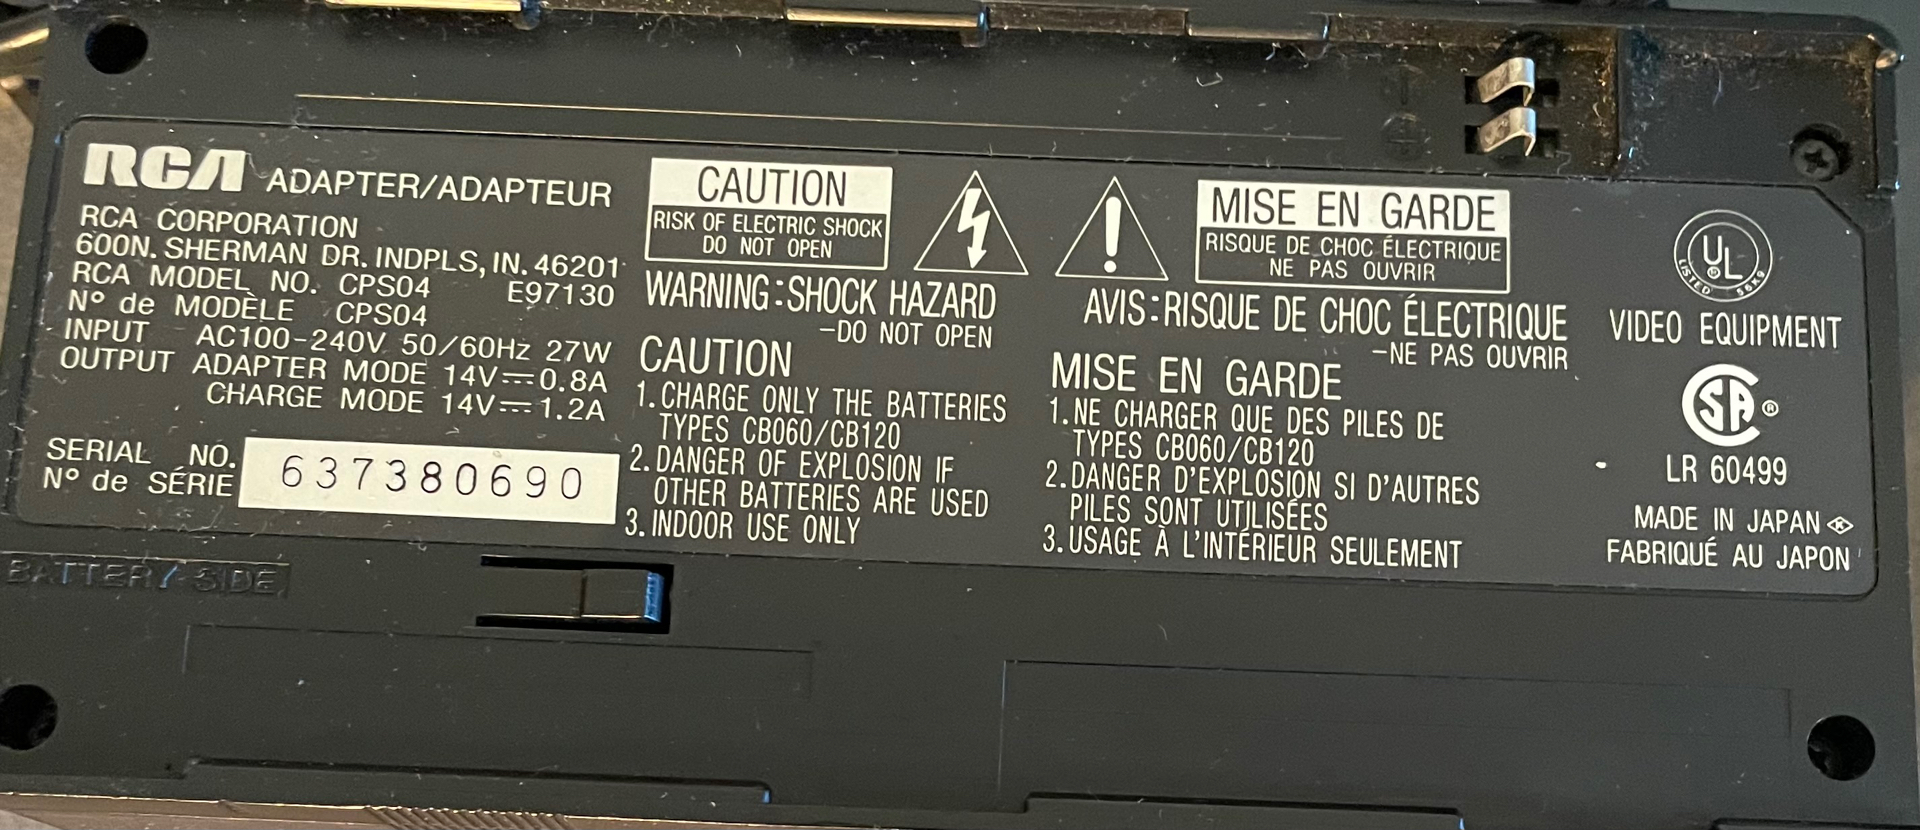 RCA ADAPTER/ADAPTEUR
RCA CORPORATION
600N. SHERMAN DR. INDPLS, IN. 46201
RCA MODEL NO. CPS04 E97130
Nº de MODÈLE CPS04
INPUT AC100-240V 50/60Hz 27W
OUTPUT ADAPTER MODE 14V⎓0.8A
CHARGE MODE 14V⎓1.2A
SERIAL NO.
Nº de SÉRIE 637380690
CAUTION
RISK OF ELECTRIC SHOCK
DO NOT OPEN
WARNING:SHOCK HAZARD
-DO NOT OPEN
CAUTION
1.CHARGE ONLY THE BATTERIES
TYPES CB060/CB120
2.DANGER OF EXPLOSION IF
OTHER BATTERIES ARE USED
3.INDOOR USE ONLY
MISE EN GARDE
RISQUE DE CHOC ÉLECTRIQUE
NE PAS OUVRIR
AVIS:RISQUE DE CHOC ÉLECTRIQUE
-NE PAS OUVRIR
MISE EN GARDE
1.NE CHARGER QUE DES PILES DE
TYPES CB060/CB120
2.DANGER D'EXPLOSION SI D'AUTRES
PILES SONT UTILISÉES
3.USAGE À L'INTÉRIEUR SEULEMENT
UL ®
LISTED 56K9
VIDEO EQUIPMENT
SA ®
LR 60499
MADE IN JAPAN
FABRIQUÉ AU JAPON
BATTERY SIDE